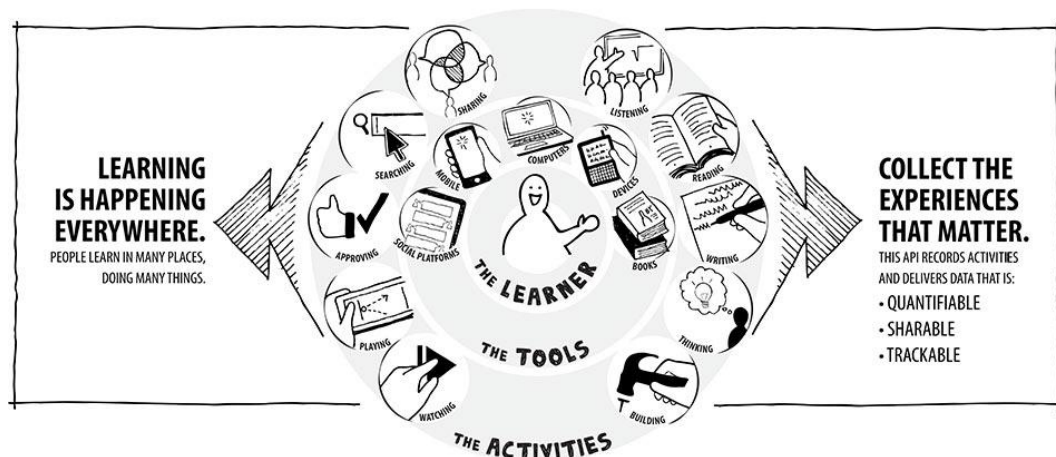 LEARNING
IS HAPPENING
EVERYWHERE.
PEOPLE LEARN IN MANY PLACES,
DOING MANY THINGS.
SHARING
SEARCHING
APPROVING
PLAYING
WATCHING
MOBILE
COMPUTERS
DEVICES
SOCIAL PLATFORMS
BOOKS
THE LEARNER
THE TOOLS
THE ACTIVITIES
LISTENING
READING
WRITING
THINKING
BUILDING
COLLECT THE
EXPERIENCES
THAT MATTER.
THIS API RECORDS ACTIVITIES
AND DELIVERS DATA THAT IS:
• QUANTIFIABLE
• SHARABLE
• TRACKABLE